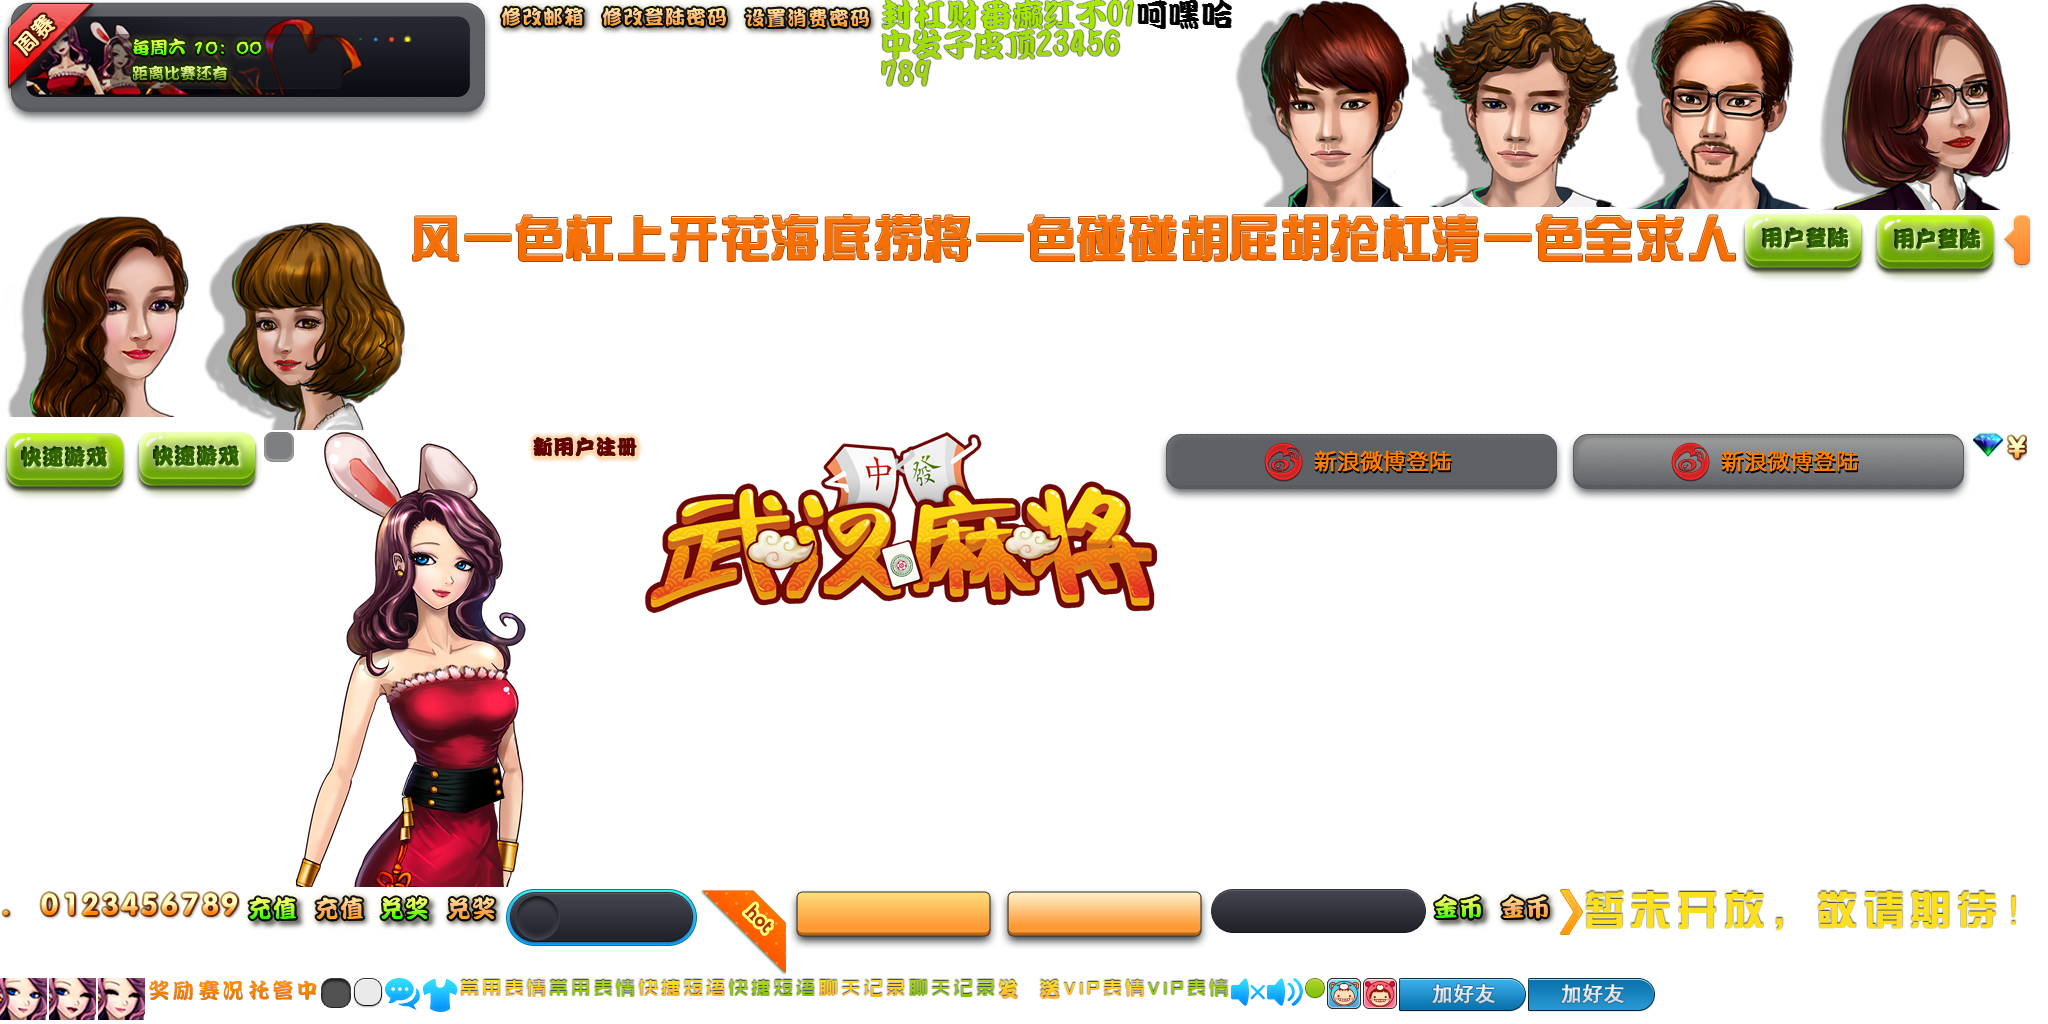 周赛
每周六 10：00
距离比赛还有
修改邮箱
修改登陆密码
设置消费密码
封杠财番癞红不01
中发子皮顶23456
789
呵嘿哈
风一色杠上开花海底捞将一色碰碰胡屁胡抢杠清一色全求人
用户登陆
用户登陆
快速游戏
快速游戏
新用户注册
中
發
武汉麻将
新浪微博登陆
新浪微博登陆
¥
. 0123456789
充值
充值
兑奖
兑奖
hot
金币
金币
暂未开放，敬请期待！
奖励赛况托管中
常用表情常用表情快捷短语快捷短语聊天记录聊天记录发 送VIP表情VIP表情
加好友
加好友